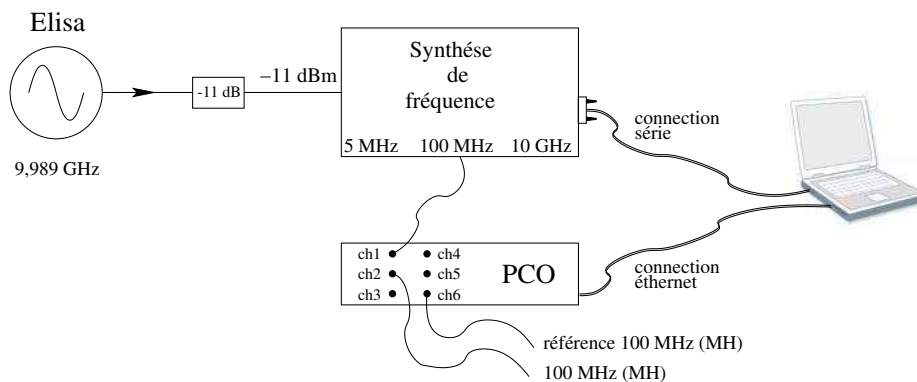 Elisa
9,989 GHz
-11 dB
−11 dBm
Synthése
de
fréquence
5 MHz 100 MHz 10 GHz
connection
série
ch1 ch4
ch2 ch5
ch3 ch6
PCO
connection
éthernet
référence 100 MHz (MH)
100 MHz (MH)